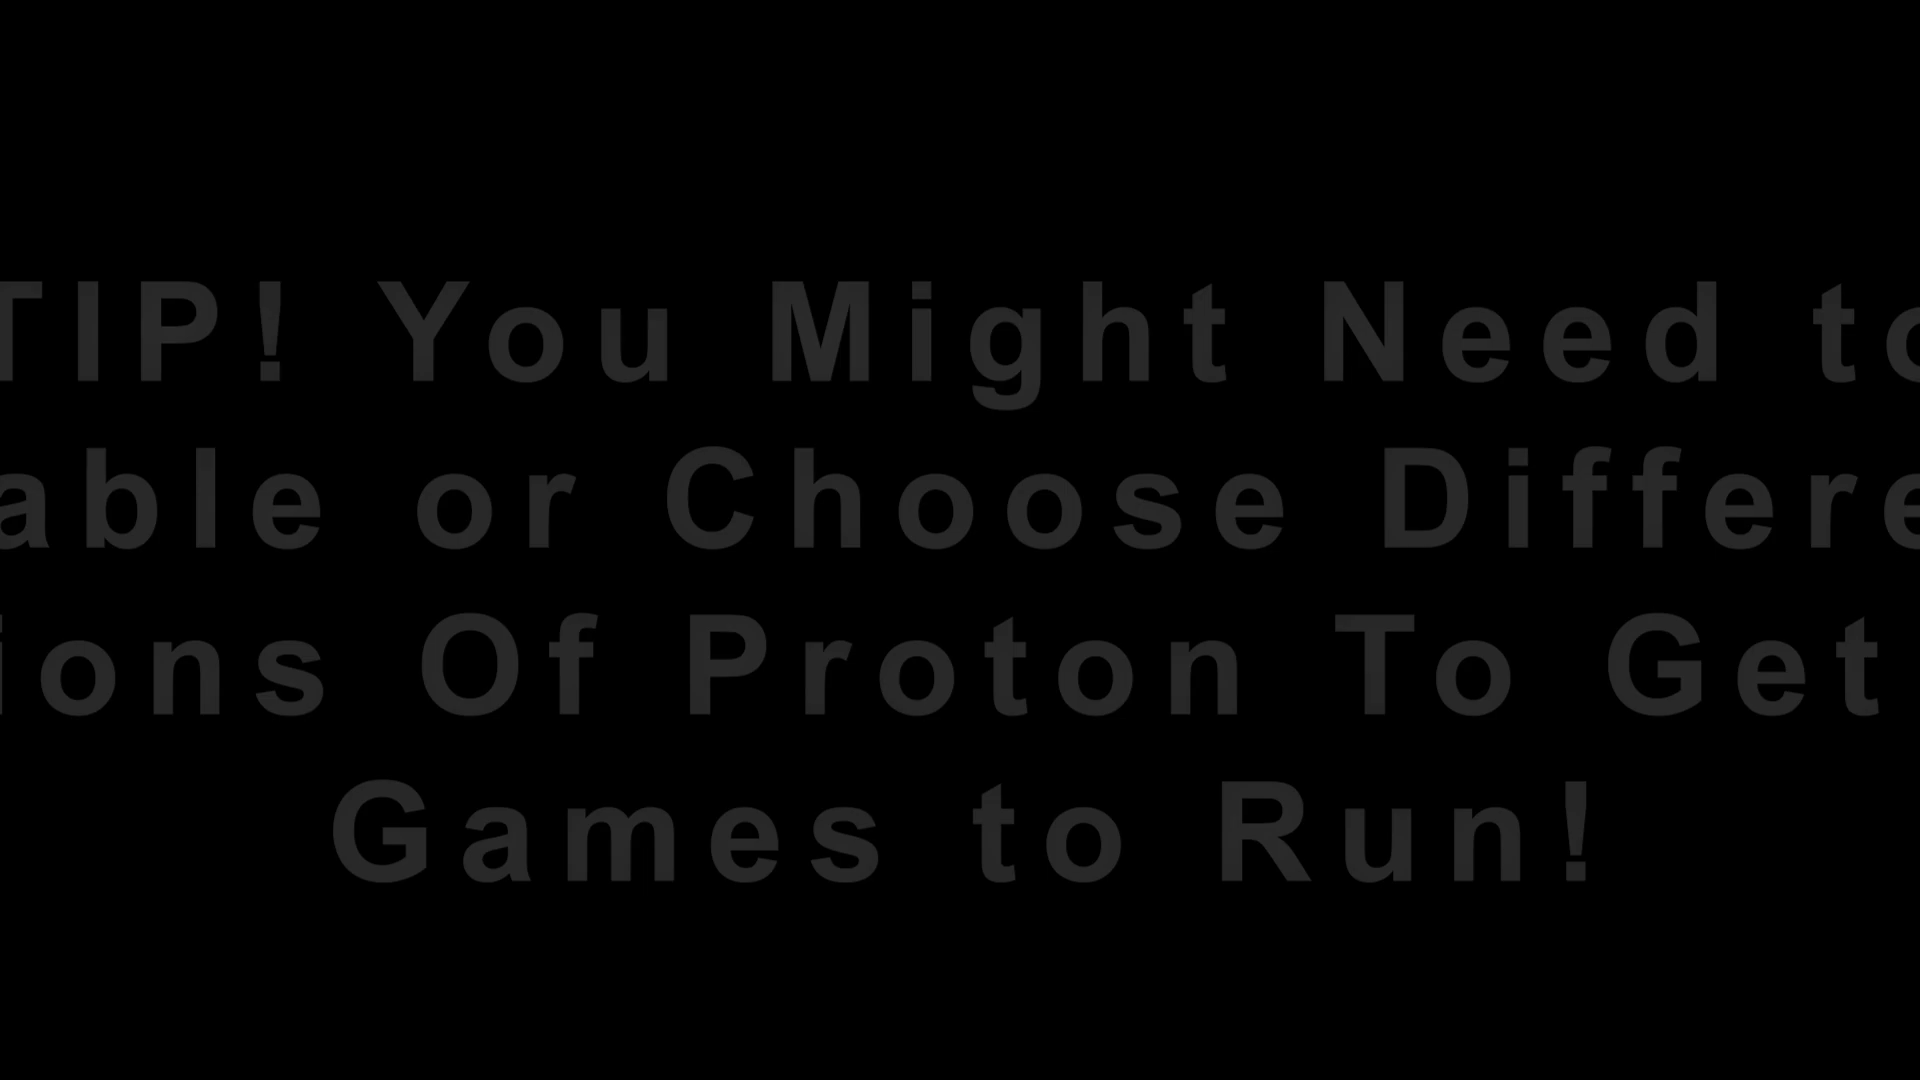 TIP! You Might Need to
able or Choose Differe
ions Of Proton To Get
Games to Run!